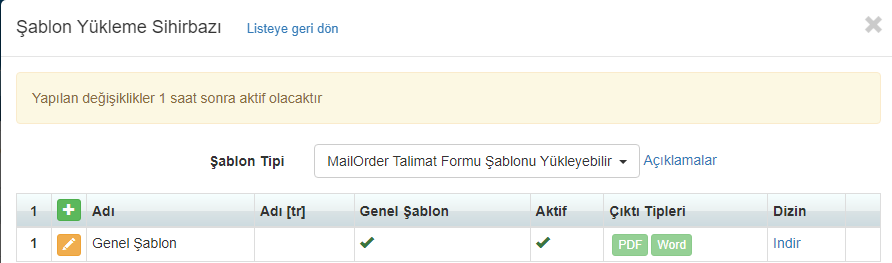 Şablon Yükleme Sihirbazı Listeye geri dön
Yapılan değişiklikler 1 saat sonra aktif olacaktır
Şablon Tipi MailOrder Talimat Formu Şablonu Yükleyebilir Açıklamalar
1 Adı Adı [tr] Genel Şablon Aktif Çıktı Tipleri Dizin
1 Genel Şablon PDF Word Indir